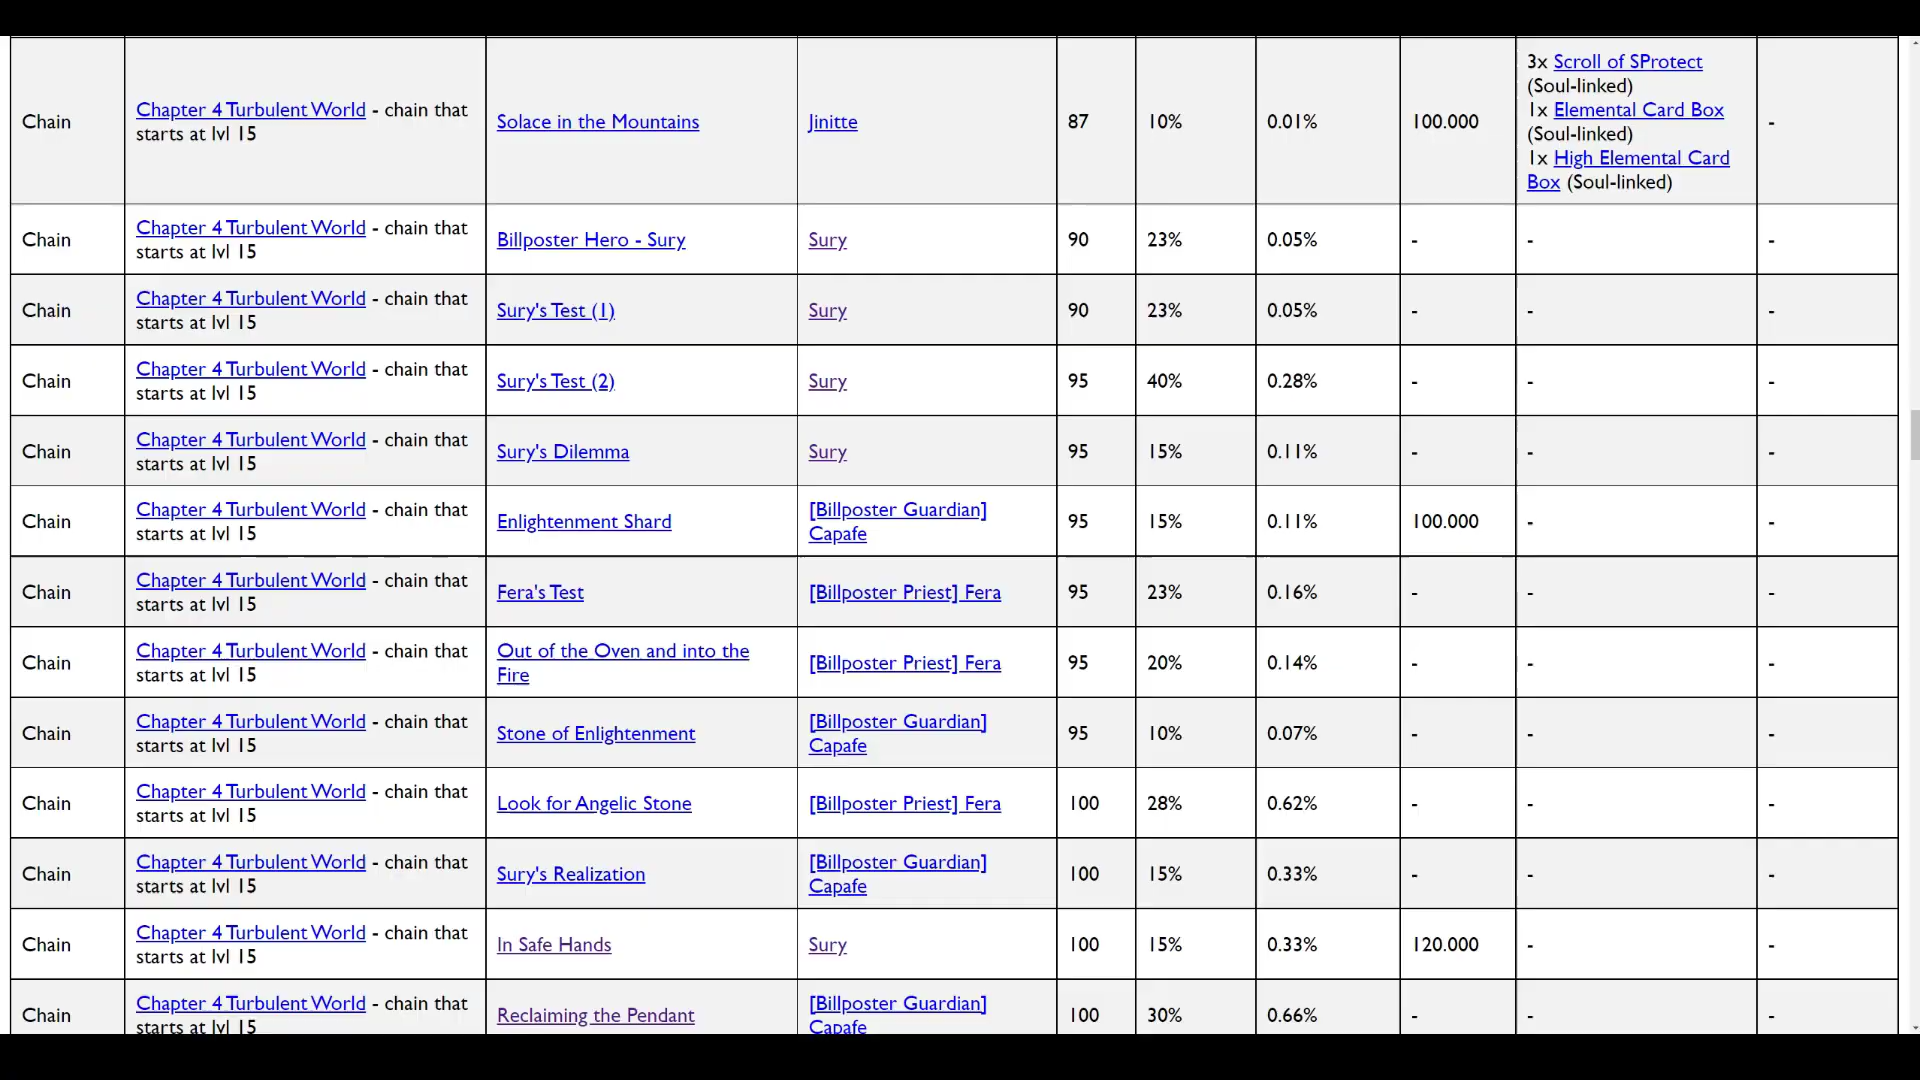 Chain
Chapter 4 Turbulent World - chain that
starts at lvl 15
Solace in the Mountains
Jinitte
87
10%
0.01%
100.000
3x Scroll of SProtect
(Soul-linked)
1x Elemental Card Box
(Soul-linked)
1x High Elemental Card
Box (Soul-linked)
-
Chain
Chapter 4 Turbulent World - chain that
starts at lvl 15
Billposter Hero - Sury
Sury
90
23%
0.05%
-
-
-
Chain
Chapter 4 Turbulent World - chain that
starts at lvl 15
Sury's Test (1)
Sury
90
23%
0.05%
-
-
-
Chain
Chapter 4 Turbulent World - chain that
starts at lvl 15
Sury's Test (2)
Sury
95
40%
0.28%
-
-
-
Chain
Chapter 4 Turbulent World - chain that
starts at lvl 15
Sury's Dilemma
Sury
95
15%
0.11%
-
-
-
Chain
Chapter 4 Turbulent World - chain that
starts at lvl 15
Enlightenment Shard
[Billposter Guardian]
Capafe
95
15%
0.11%
100.000
-
-
Chain
Chapter 4 Turbulent World - chain that
starts at lvl 15
Fera's Test
[Billposter Priest] Fera
95
23%
0.16%
-
-
-
Chain
Chapter 4 Turbulent World - chain that
starts at lvl 15
Out of the Oven and into the
Fire
[Billposter Priest] Fera
95
20%
0.14%
-
-
-
Chain
Chapter 4 Turbulent World - chain that
starts at lvl 15
Stone of Enlightenment
[Billposter Guardian]
Capafe
95
10%
0.07%
-
-
-
Chain
Chapter 4 Turbulent World - chain that
starts at lvl 15
Look for Angelic Stone
[Billposter Priest] Fera
100
28%
0.62%
-
-
-
Chain
Chapter 4 Turbulent World - chain that
starts at lvl 15
Sury's Realization
[Billposter Guardian]
Capafe
100
15%
0.33%
-
-
-
Chain
Chapter 4 Turbulent World - chain that
starts at lvl 15
In Safe Hands
Sury
100
15%
0.33%
120.000
-
-
Chain
Chapter 4 Turbulent World - chain that
starts at lvl 15
Reclaiming the Pendant
[Billposter Guardian]
Capafe
100
30%
0.66%
-
-
-